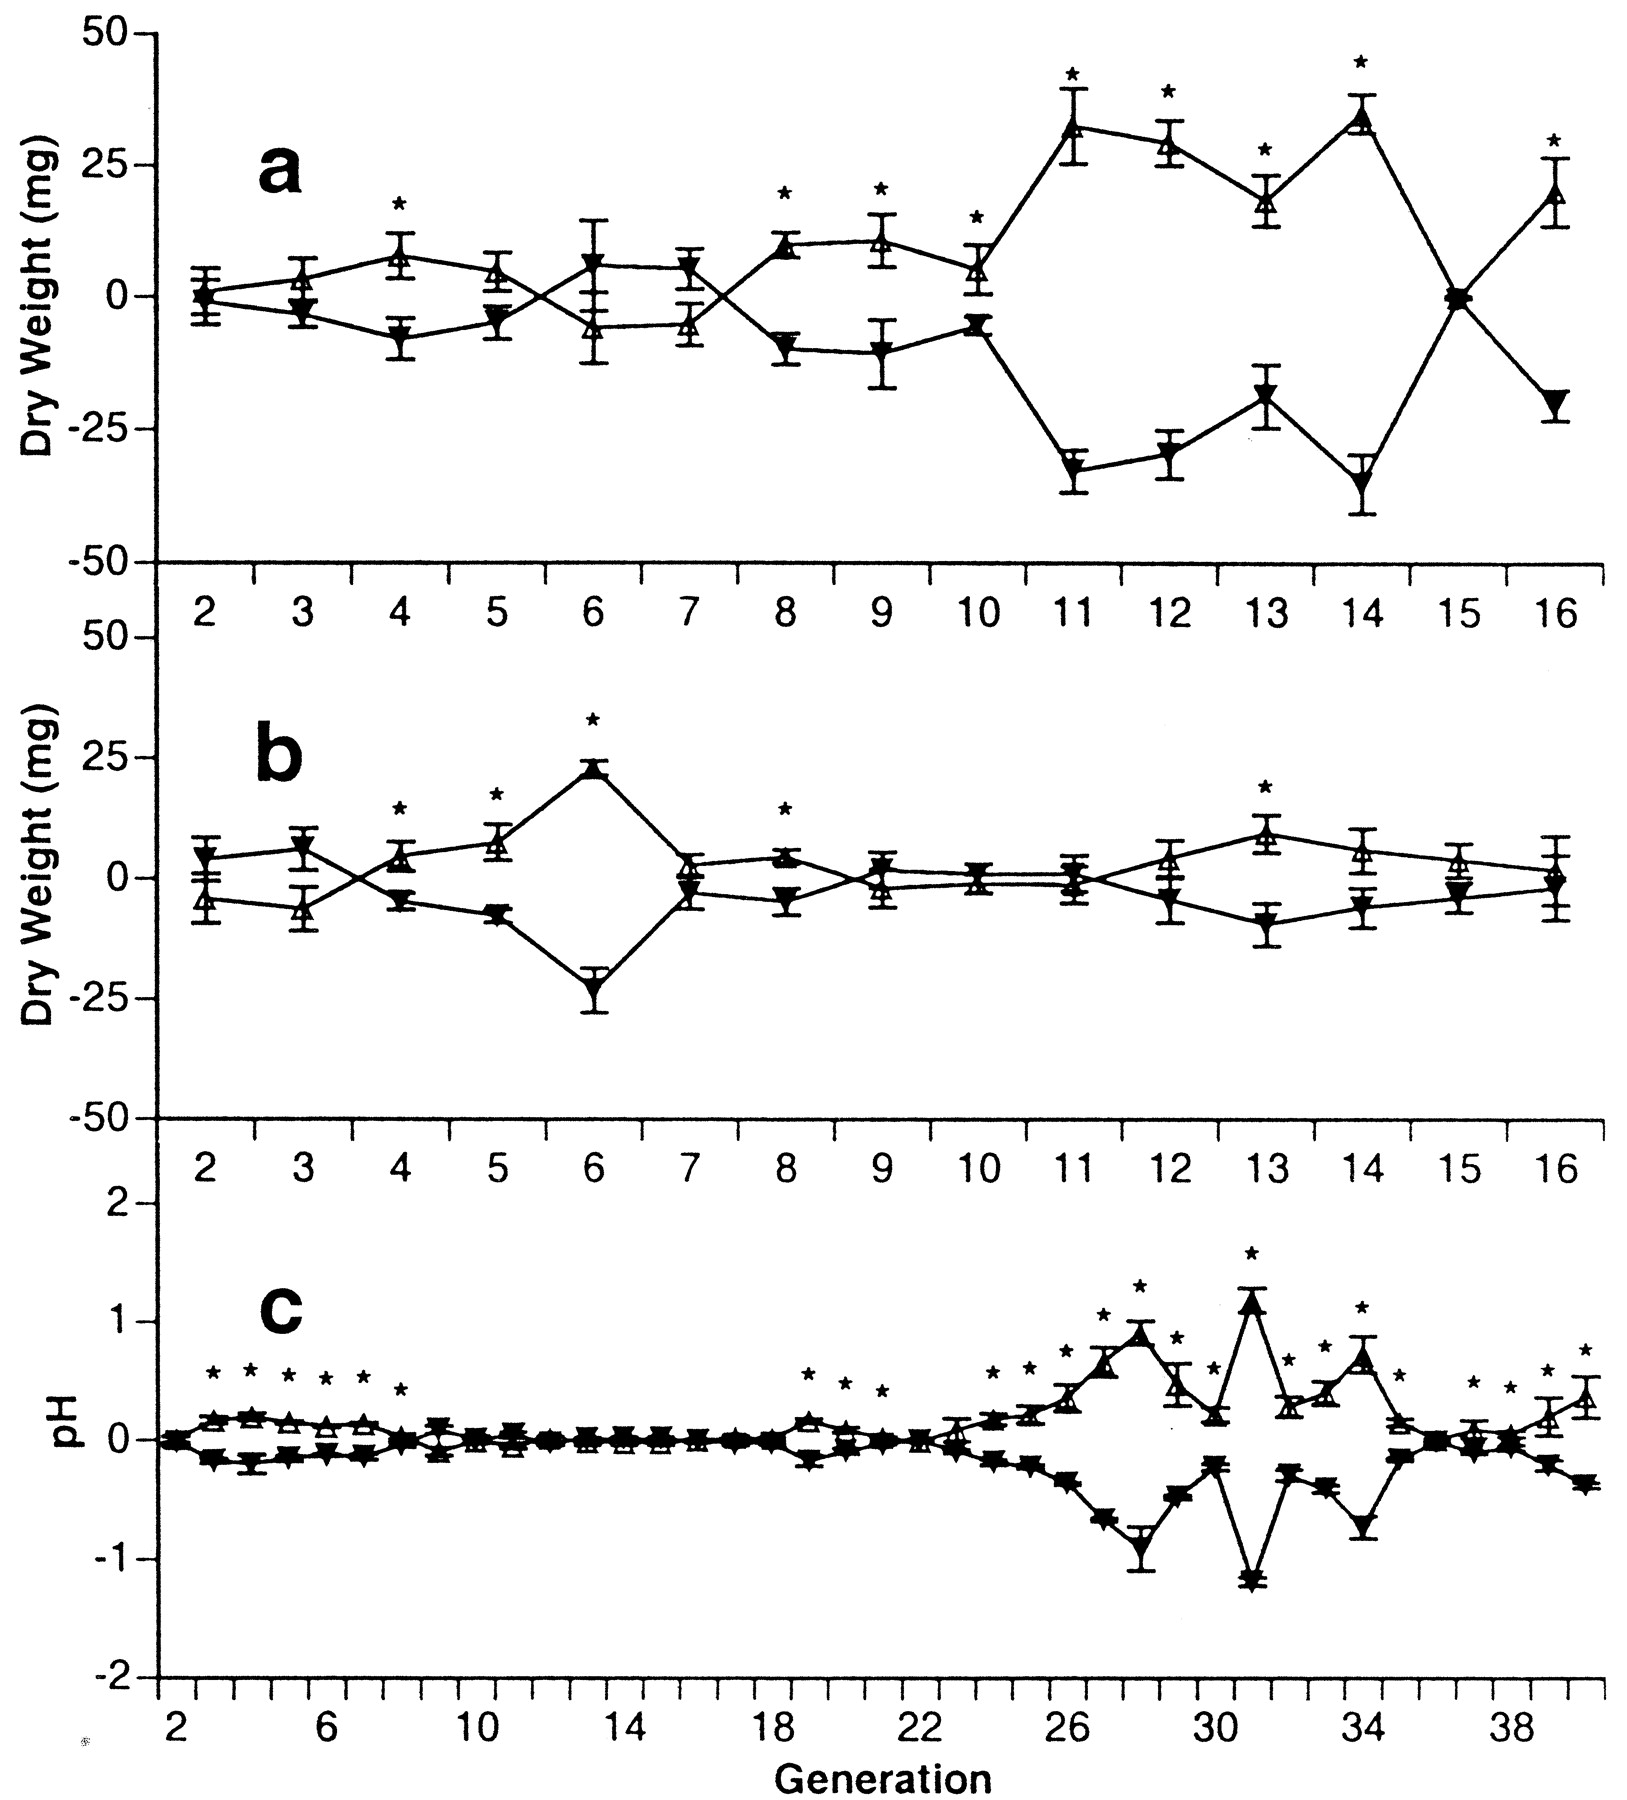 50
25
0
-25
-50
Dry Weight (mg)
a
* * * * * * * * *
2 3 4 5 6 7 8 9 10 11 12 13 14 15 16
50
25
0
-25
-50
Dry Weight (mg)
b
* * * * *
2 3 4 5 6 7 8 9 10 11 12 13 14 15 16
2
1
0
-1
-2
pH
c
* * * * * * * * * * * * * * * * * * * * * * * * *
2 6 10 14 18 22 26 30 34 38
Generation